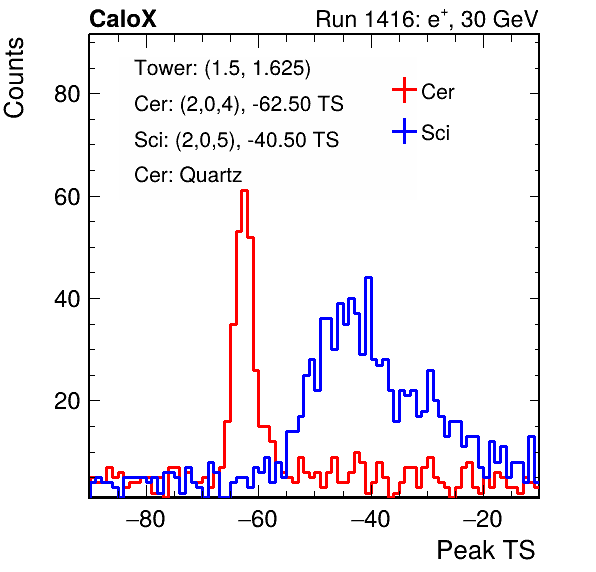 CaloX Run 1416: e⁺, 30 GeV
Counts
Tower: (1.5, 1.625)
Cer: (2,0,4), -62.50 TS
Sci: (2,0,5), -40.50 TS
Cer: Quartz
Cer
Sci
80
60
40
20
−80 −60 −40 −20
Peak TS